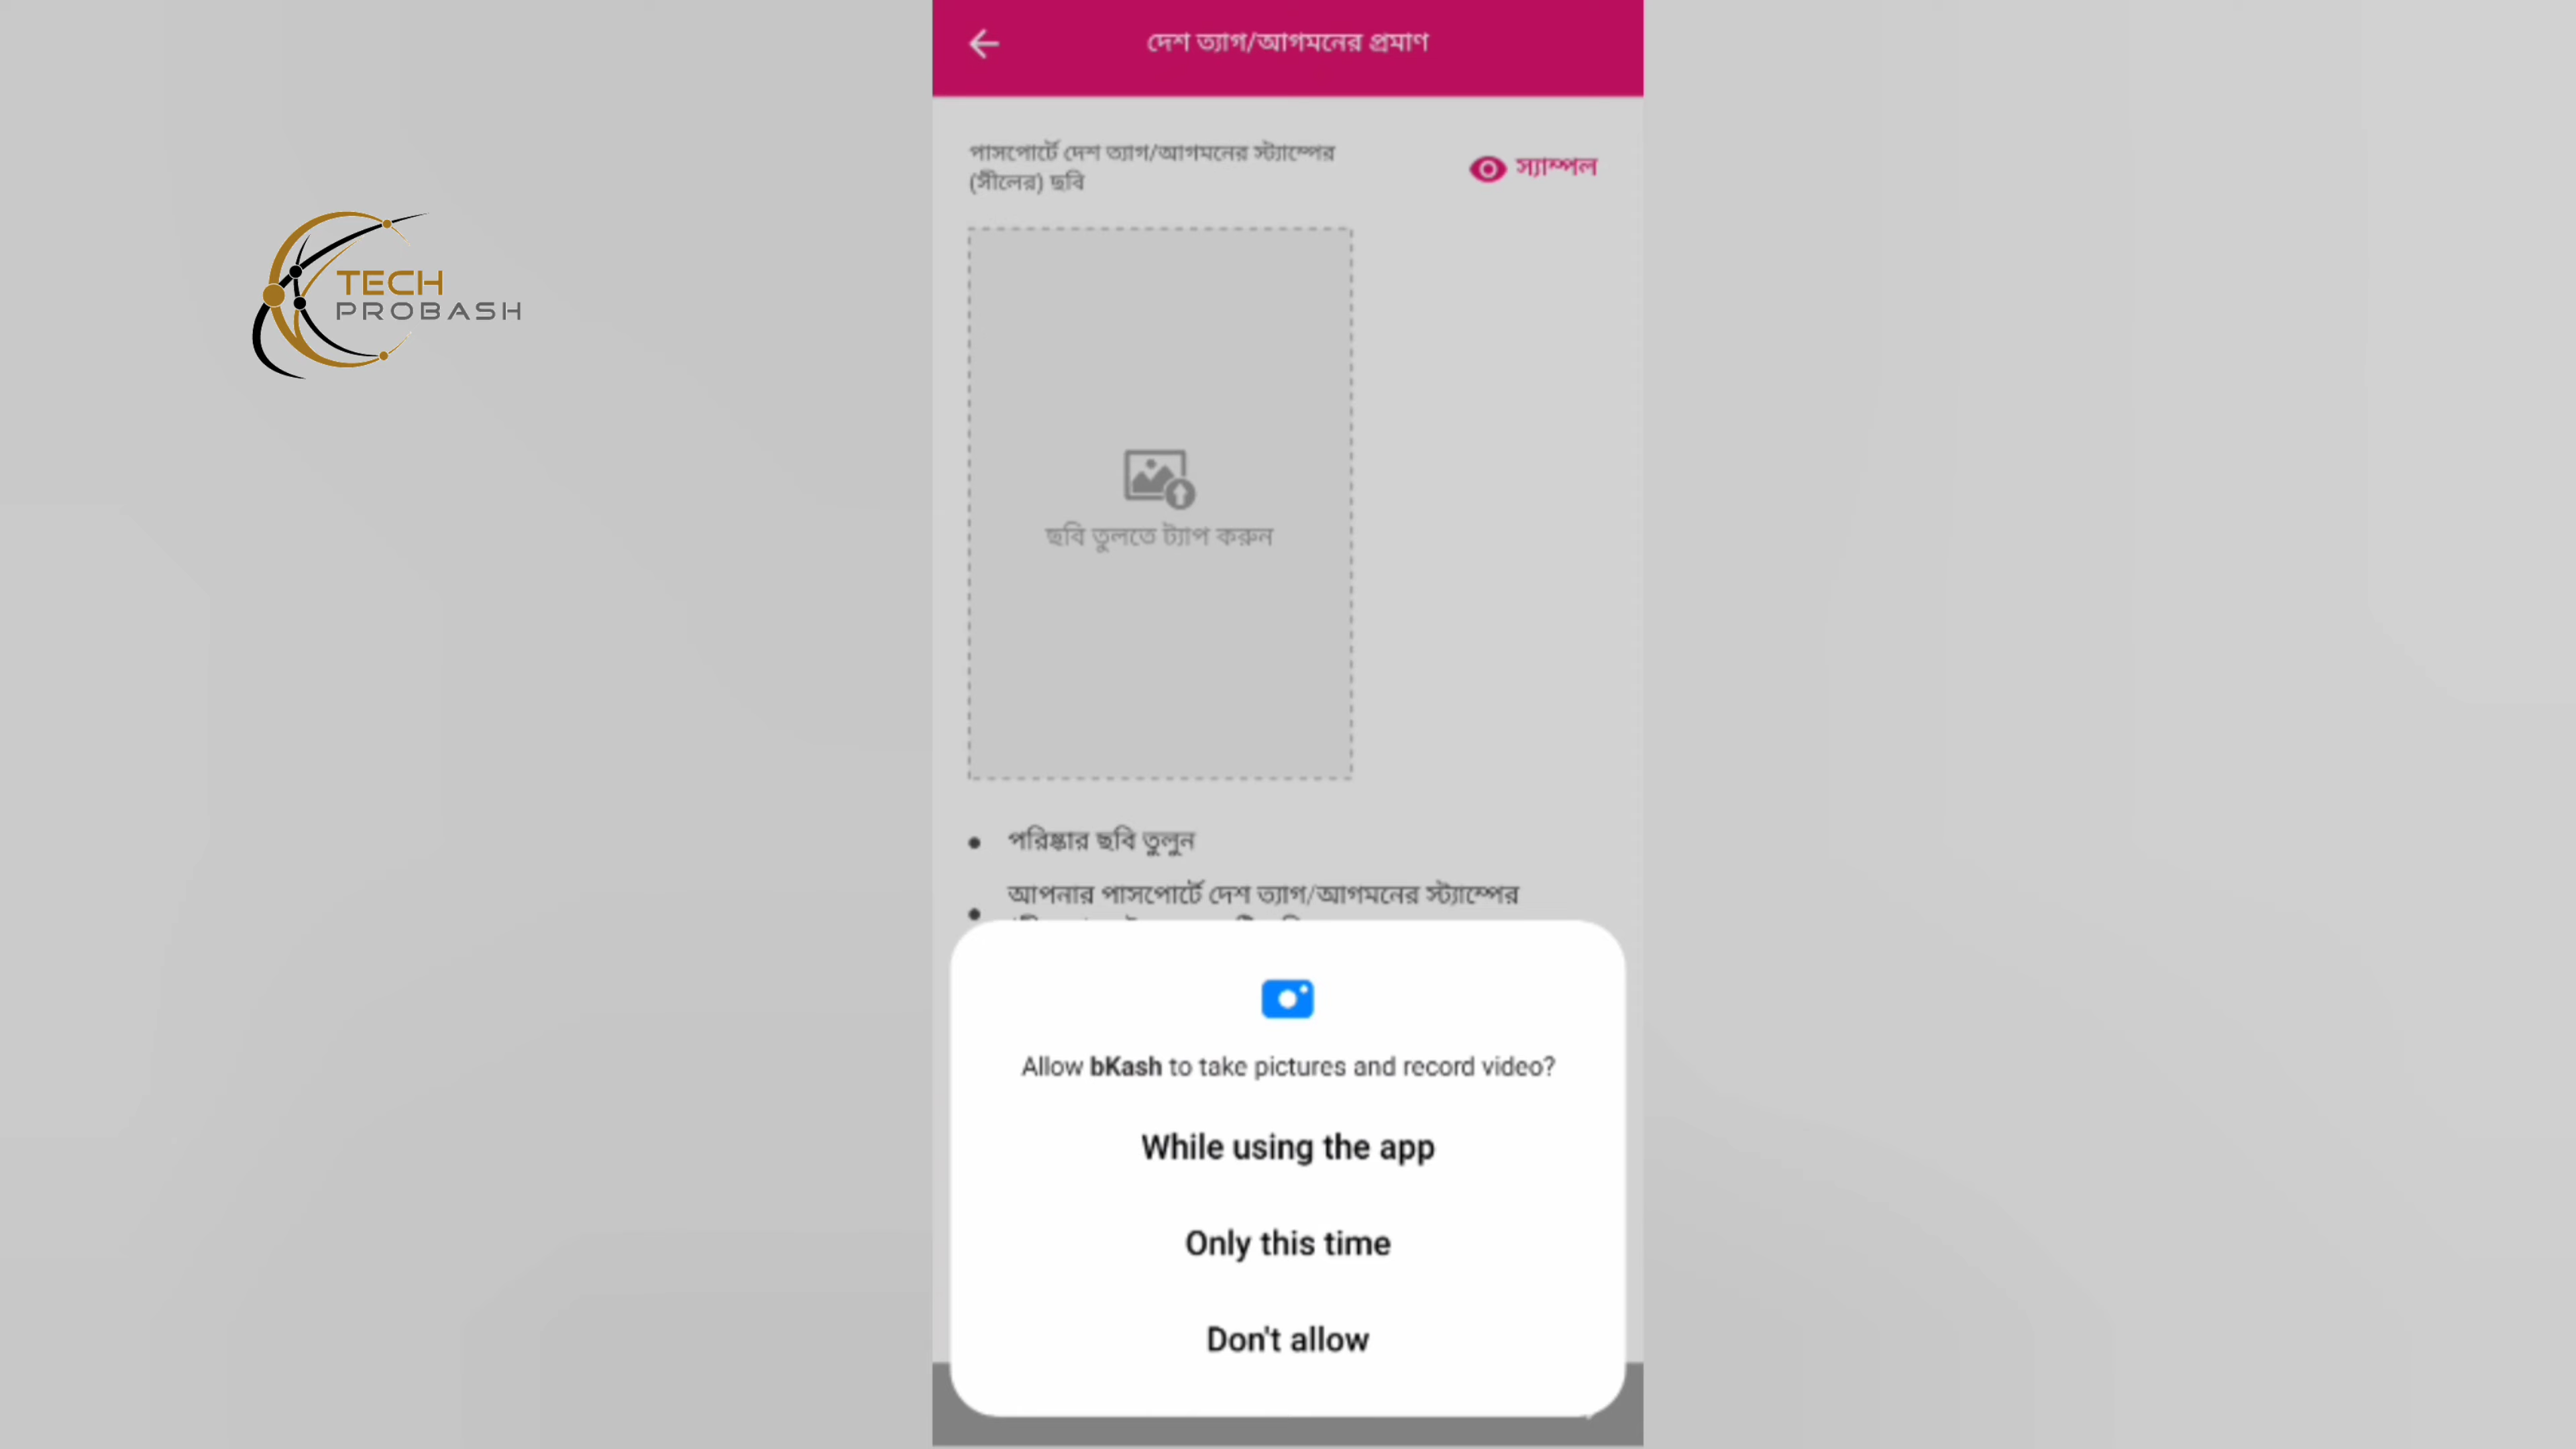 দেশ ত্যাগ/আগমনের প্রমাণ
পাসপোর্টে দেশ ত্যাগ/আগমনের স্ট্যাম্পের
(সীলের) ছবি
স্যাম্পল
TECH
PROBASH
ছবি তুলতে ট্যাপ করুন
পরিষ্কার ছবি তুলুন
আপনার পাসপোর্টে দেশ ত্যাগ/আগমনের স্ট্যাম্পের
Allow bKash to take pictures and record video?
While using the app
Only this time
Don't allow